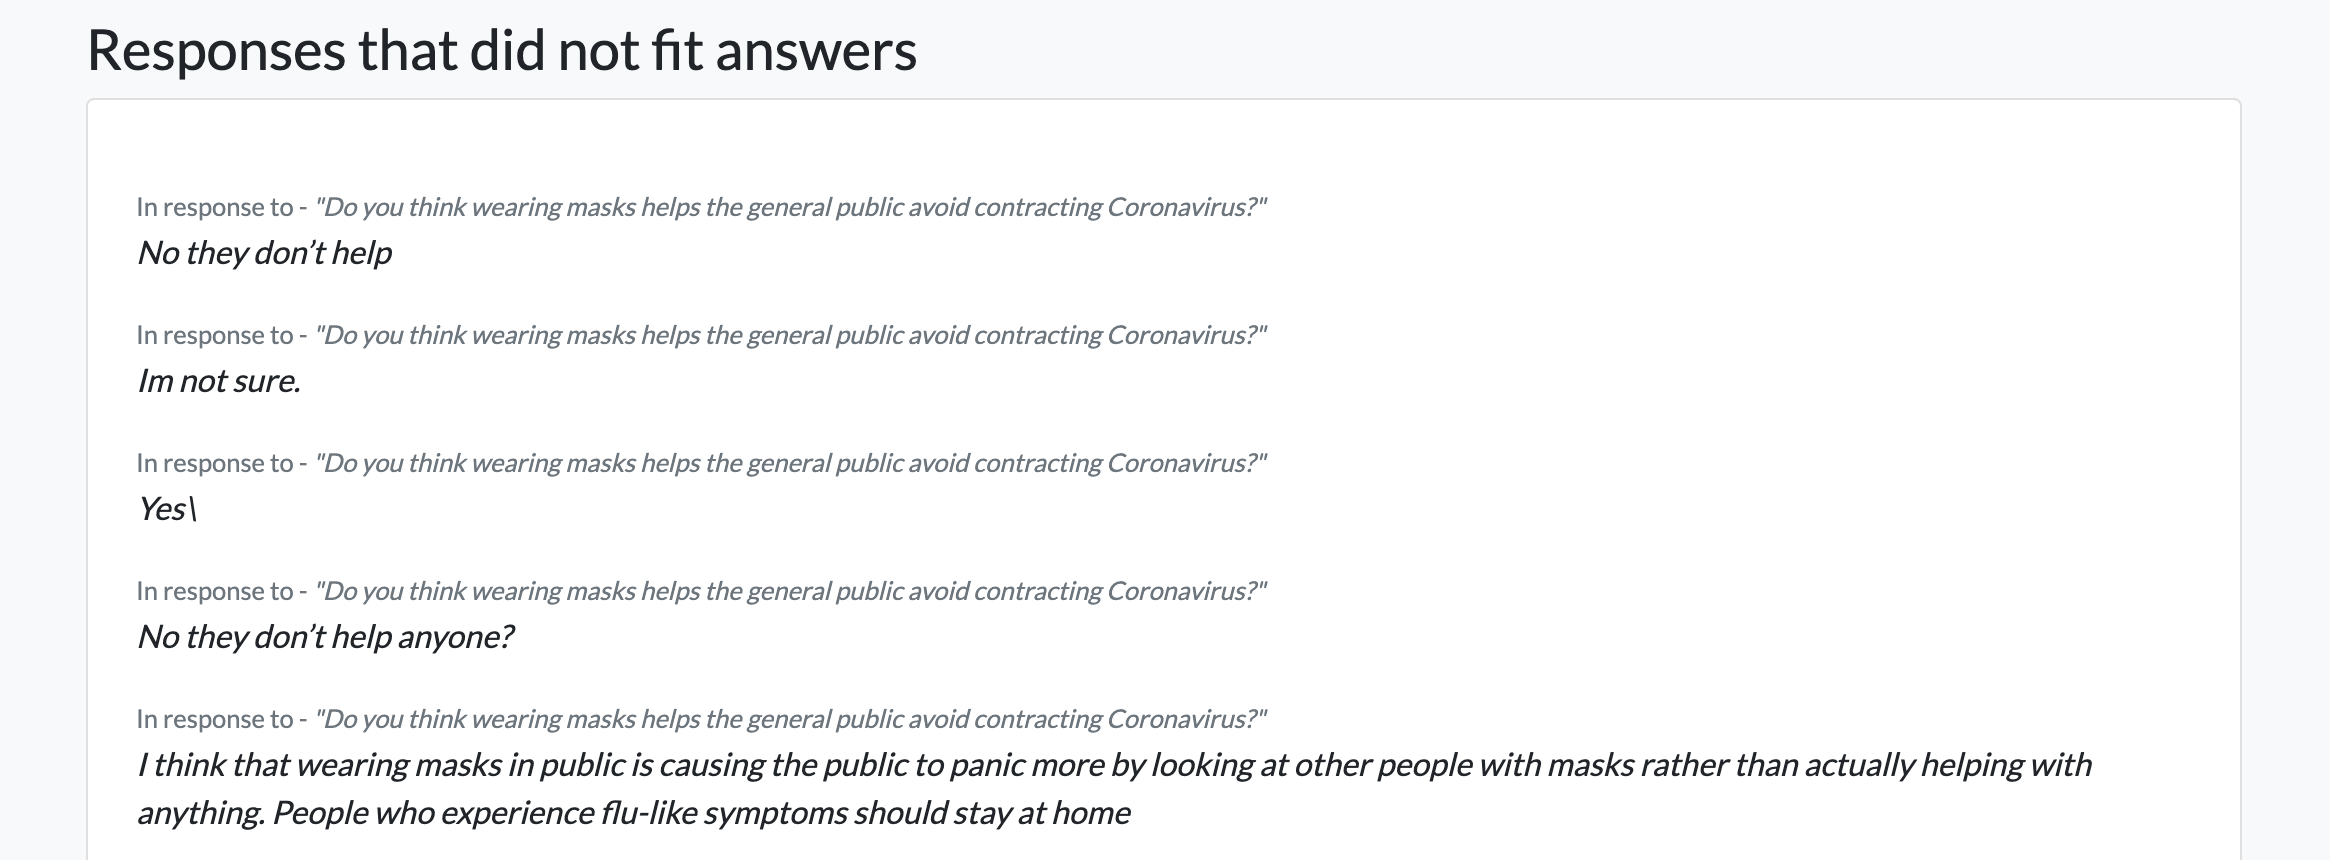 Responses that did not fit answers
In response to - "Do you think wearing masks helps the general public avoid contracting Coronavirus?"
No they don’t help
In response to - "Do you think wearing masks helps the general public avoid contracting Coronavirus?"
Im not sure.
In response to - "Do you think wearing masks helps the general public avoid contracting Coronavirus?"
Yes\
In response to - "Do you think wearing masks helps the general public avoid contracting Coronavirus?"
No they don’t help anyone?
In response to - "Do you think wearing masks helps the general public avoid contracting Coronavirus?"
I think that wearing masks in public is causing the public to panic more by looking at other people with masks rather than actually helping with
anything. People who experience flu-like symptoms should stay at home